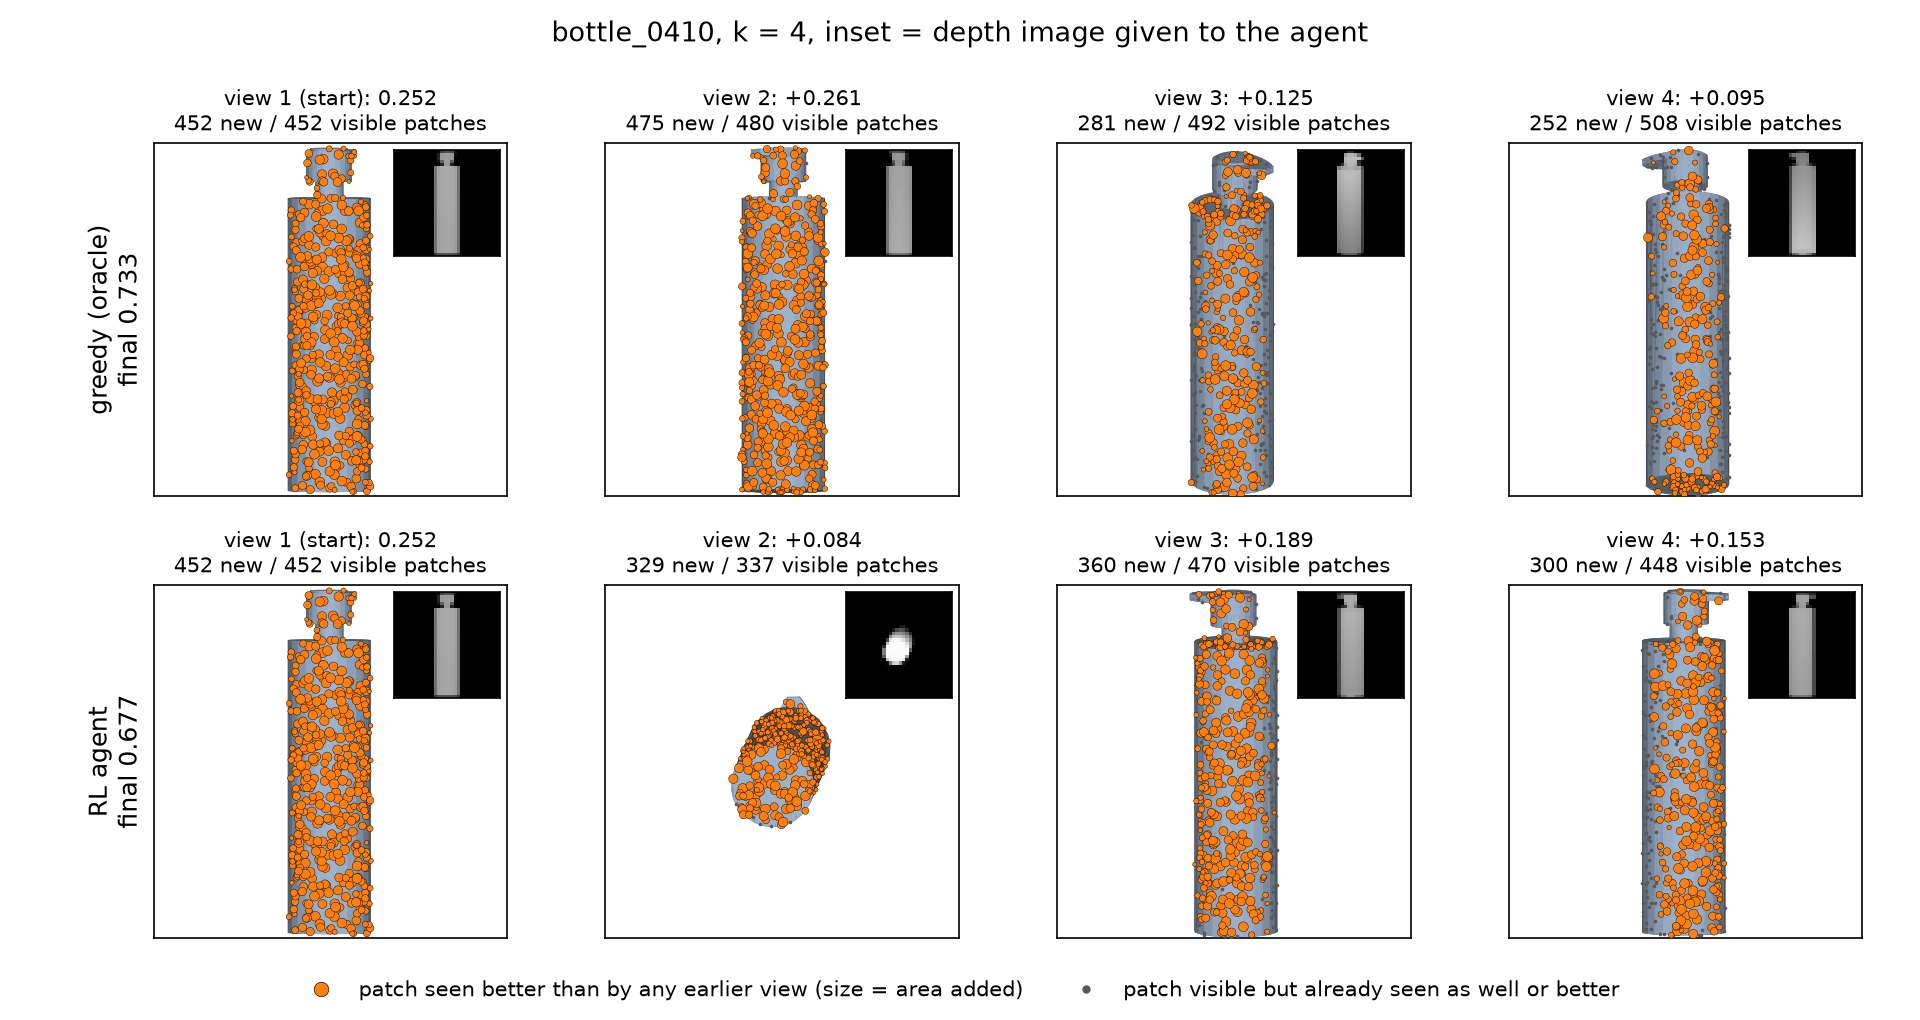 bottle_0410, k = 4, inset = depth image given to the agent
greedy (oracle)
final 0.733
view 1 (start): 0.252
452 new / 452 visible patches
view 2: +0.261
475 new / 480 visible patches
view 3: +0.125
281 new / 492 visible patches
view 4: +0.095
252 new / 508 visible patches
RL agent
final 0.677
view 1 (start): 0.252
452 new / 452 visible patches
view 2: +0.084
329 new / 337 visible patches
view 3: +0.189
360 new / 470 visible patches
view 4: +0.153
300 new / 448 visible patches
patch seen better than by any earlier view (size = area added)
patch visible but already seen as well or better